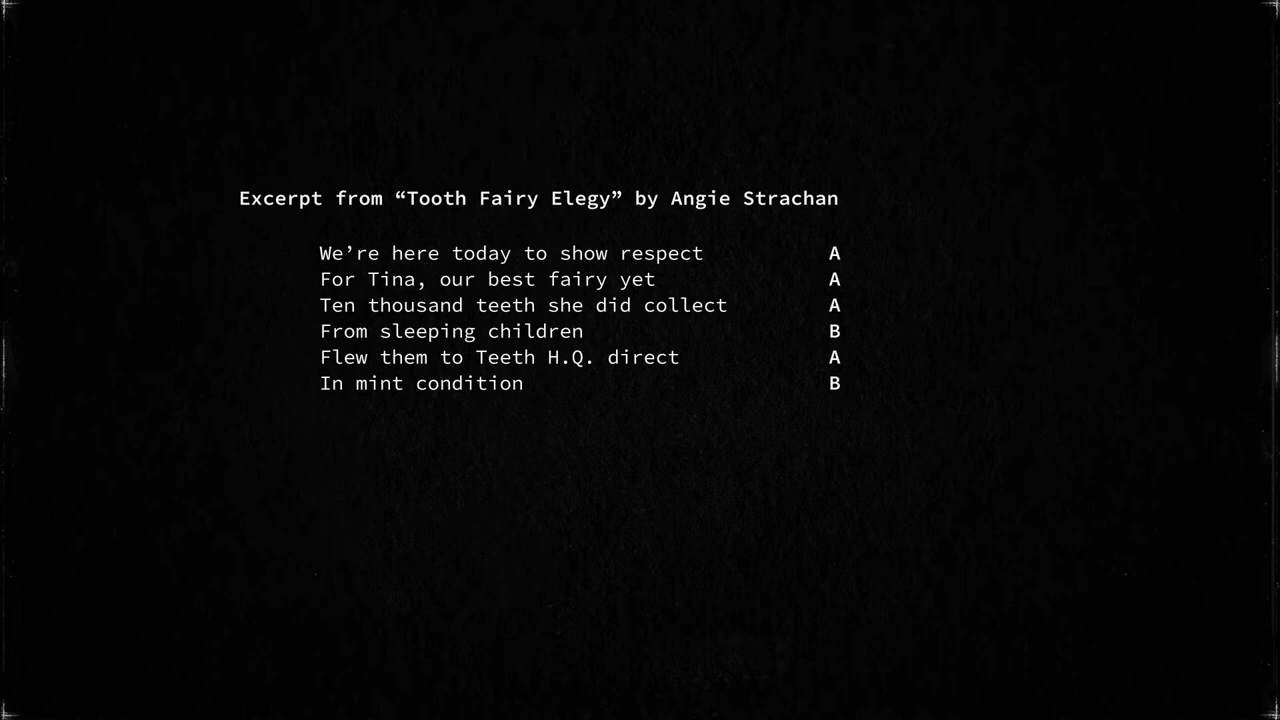 Excerpt from “Tooth Fairy Elegy” by Angie Strachan
We’re here today to show respect A
For Tina, our best fairy yet A
Ten thousand teeth she did collect A
From sleeping children B
Flew them to Teeth H.Q. direct A
In mint condition B